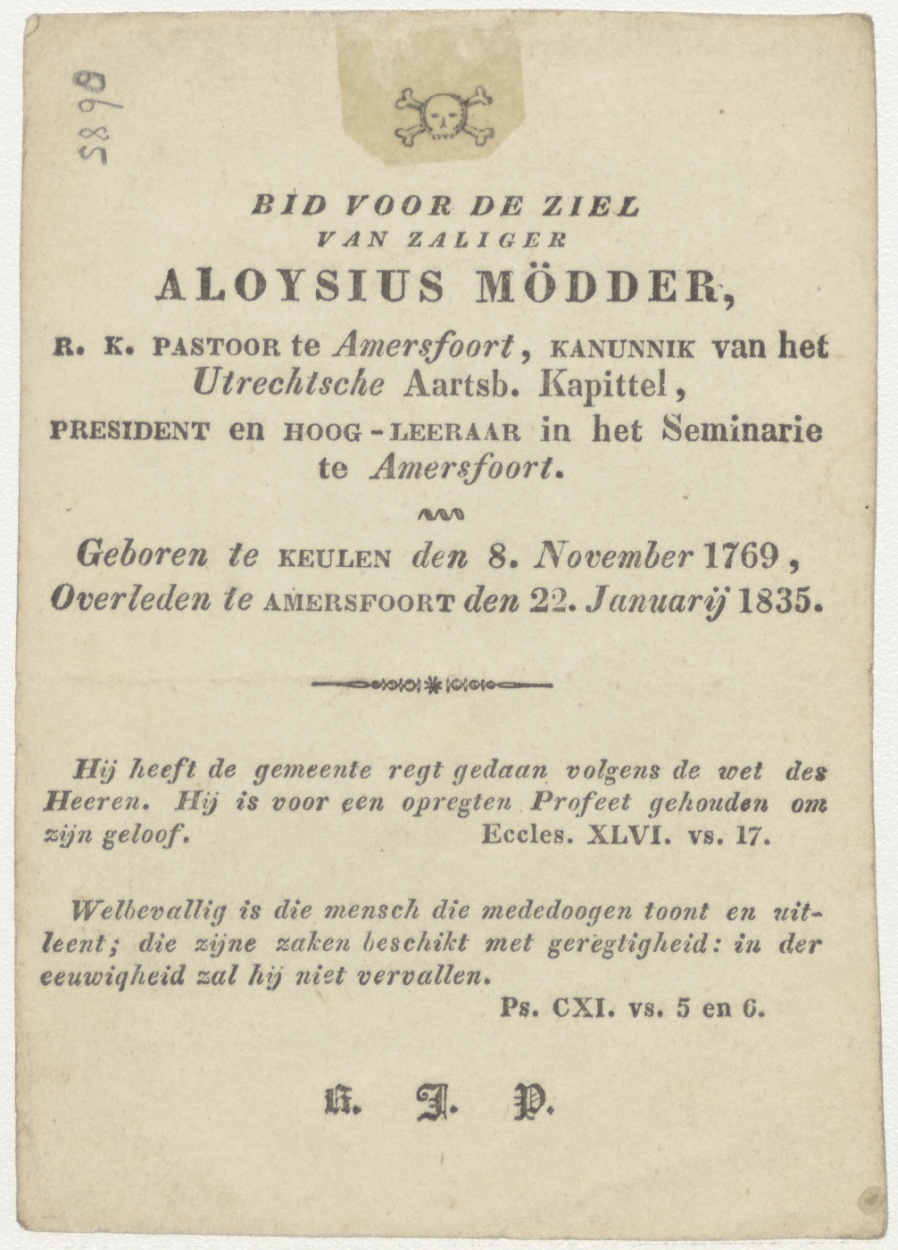 5890
BID VOOR DE ZIEL
VAN ZALIGER
ALOYSIUS MÖDDER,
R. K. PASTOOR te Amersfoort, KANUNNIK van het
Utrechtsche Aartsb. Kapittel,
PRESIDENT en HOOG-LEERAAR in het Seminarie
te Amersfoort.
Geboren te KEULEN den 8. November 1769,
Overleden te AMERSFOORT den 22. Januarij 1835.
Hij heeft de gemeente regt gedaan volgens de wet des
Heeren. Hij is voor een opregten Profeet gehouden om
zijn geloof. Eccles. XLVI. vs. 17.
Welbevallig is die mensch die mededoogen toont en uit-
leent; die zijne zaken beschikt met geregtigheid: in der
eeuwigheid zal hij niet vervallen.
Ps. CXI. vs. 5 en 6.
R. I. P.